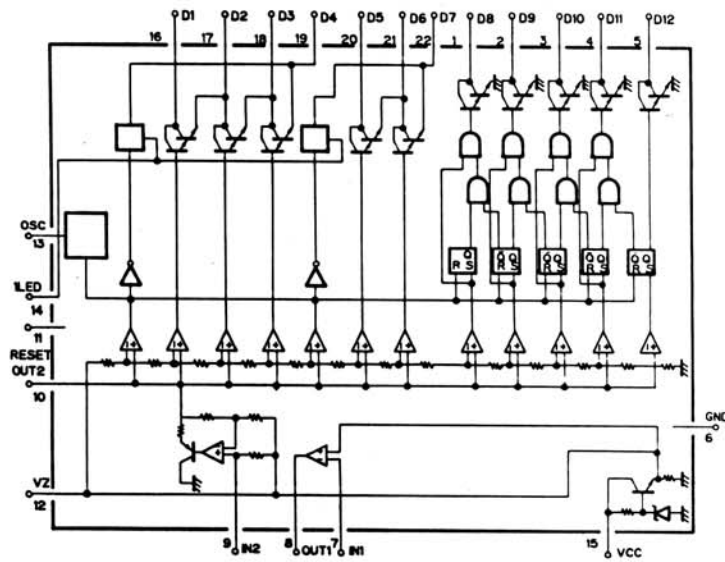 D1 D2 D3 D4 D5 D6 D7 D8 D9 D10 D11 D12
16 17 18 19 20 21 22 1 2 3 4 5
OSC
13
1LED
14
11
RESET
OUT2
10
VZ
12
Q Q Q Q Q
R S R S R S R S R S
GND
6
9 IN2 8 OUT1 7 IN1 15 VCC